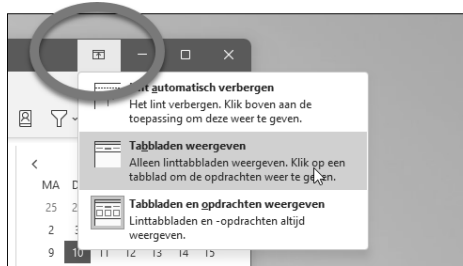 Lint automatisch verbergen
Het lint verbergen. Klik boven aan de
toepassing om deze weer te geven.
Tabbladen weergeven
Alleen linttabbladen weergeven. Klik op een
tabblad om de opdrachten weer te geven.
Tabbladen en opdrachten weergeven
Linttabbladen en -opdrachten altijd
weergeven.
MA
25
2
9 10 11 12 13 14 15